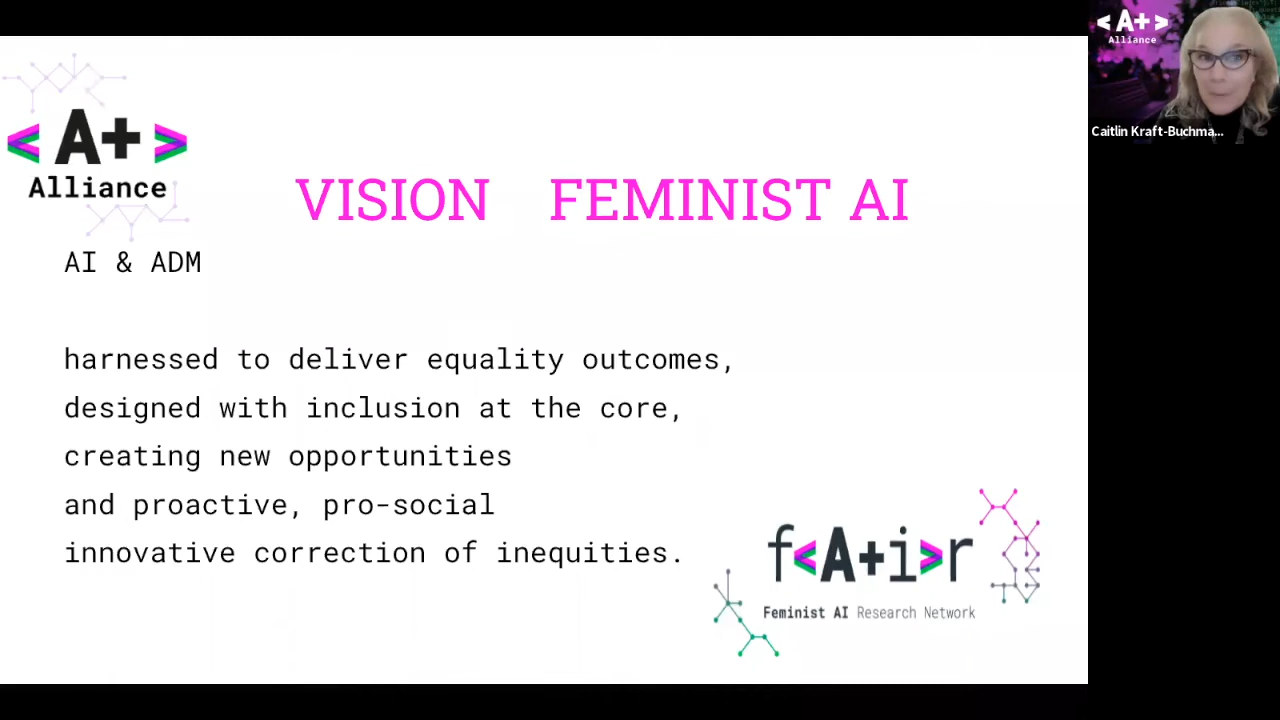 <A+>
Alliance
VISION FEMINIST AI
AI & ADM
harnessed to deliver equality outcomes,
designed with inclusion at the core,
creating new opportunities
and proactive, pro-social
innovative correction of inequities.
f<A+i>r
Feminist AI Research Network
<A+>
Alliance
Caitlin Kraft-Buchma...